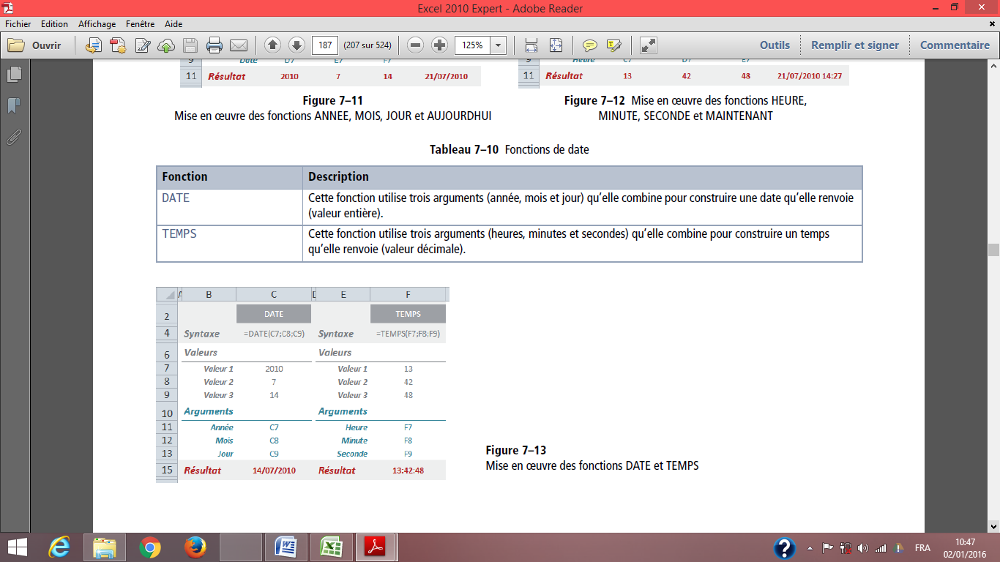 Excel 2010 Expert - Adobe Reader
Fichier Edition Affichage Fenêtre Aide
Ouvrir 187 (207 sur 524) 125% Outils Remplir et signer Commentaire
9 Date D7 E7 F7
11 Résultat 2010 7 14 21/07/2010
9 Heure C7 D7 E7
11 Résultat 13 42 48 21/07/2010 14:27
Figure 7–11
Mise en œuvre des fonctions ANNEE, MOIS, JOUR et AUJOURDHUI
Figure 7–12 Mise en œuvre des fonctions HEURE,
MINUTE, SECONDE et MAINTENANT
Tableau 7–10 Fonctions de date
Fonction Description
DATE Cette fonction utilise trois arguments (année, mois et jour) qu’elle combine pour construire une date qu’elle renvoie
(valeur entière).
TEMPS Cette fonction utilise trois arguments (heures, minutes et secondes) qu’elle combine pour construire un temps
qu’elle renvoie (valeur décimale).
A B C D E F
2 DATE TEMPS
4 Syntaxe =DATE(C7;C8;C9) Syntaxe =TEMPS(F7;F8;F9)
6 Valeurs Valeurs
7 Valeur 1 2010 Valeur 1 13
8 Valeur 2 7 Valeur 2 42
9 Valeur 3 14 Valeur 3 48
10 Arguments Arguments
11 Année C7 Heure F7
12 Mois C8 Minute F8
13 Jour C9 Seconde F9
15 Résultat 14/07/2010 Résultat 13:42:48
Figure 7–13
Mise en œuvre des fonctions DATE et TEMPS
FRA 10:47
02/01/2016